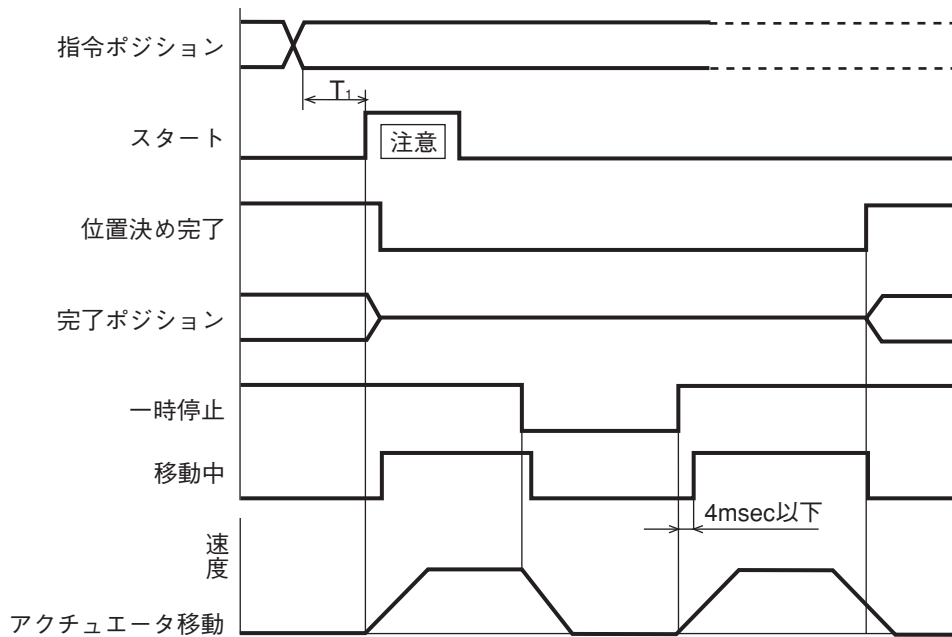 指令ポジション
T₁
スタート
注意
位置決め完了
完了ポジション
一時停止
移動中
4msec以下
速度
アクチュエータ移動